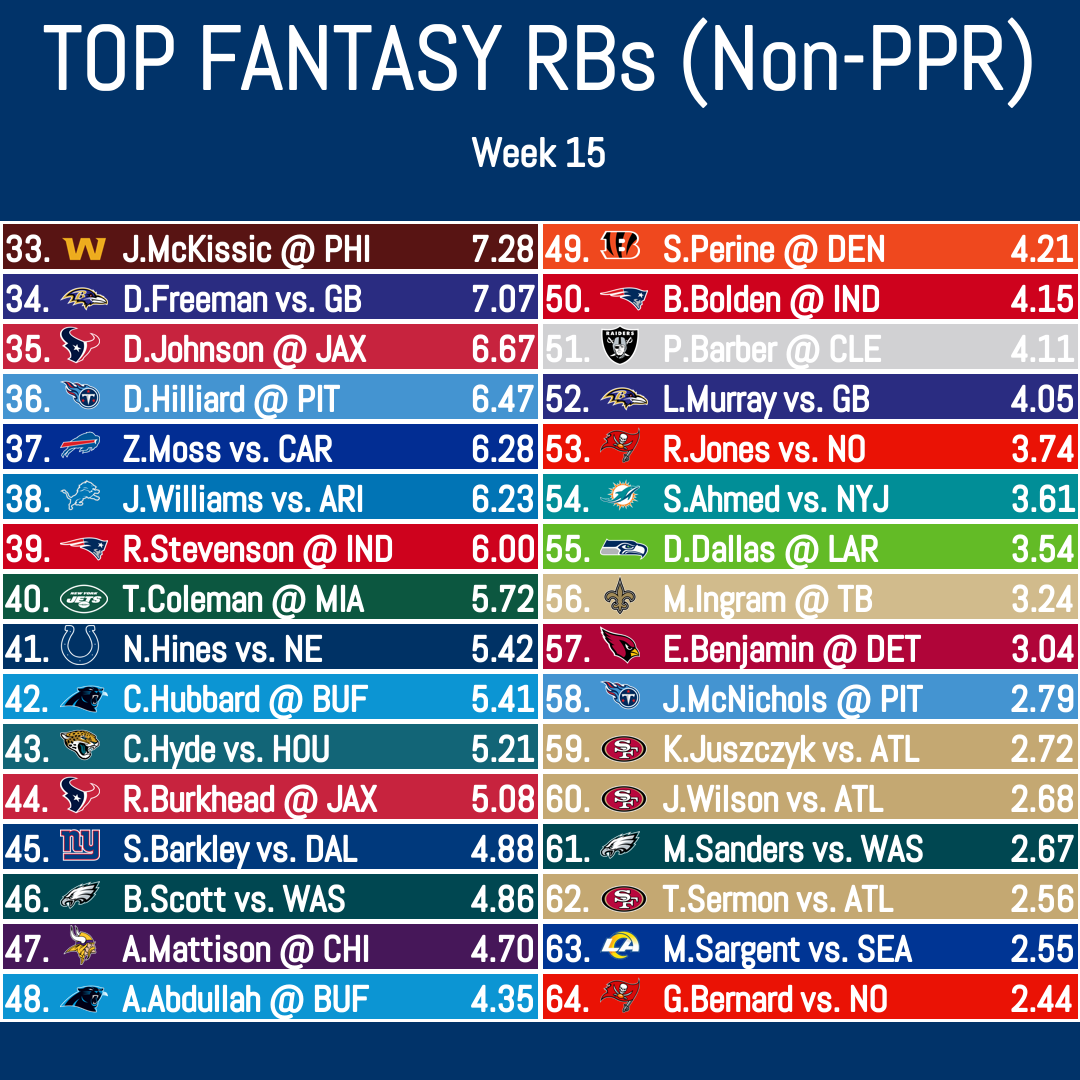 TOP FANTASY RBs (Non-PPR)
Week 15
33. W J.McKissic @ PHI 7.28
34. D.Freeman vs. GB 7.07
35. D.Johnson @ JAX 6.67
36. T D.Hilliard @ PIT 6.47
37. Z.Moss vs. CAR 6.28
38. J.Williams vs. ARI 6.23
39. R.Stevenson @ IND 6.00
40. NEW YORK JETS T.Coleman @ MIA 5.72
41. N.Hines vs. NE 5.42
42. C.Hubbard @ BUF 5.41
43. C.Hyde vs. HOU 5.21
44. R.Burkhead @ JAX 5.08
45. ny S.Barkley vs. DAL 4.88
46. B.Scott vs. WAS 4.86
47. A.Mattison @ CHI 4.70
48. A.Abdullah @ BUF 4.35
49. S.Perine @ DEN 4.21
50. B.Bolden @ IND 4.15
51. RAIDERS P.Barber @ CLE 4.11
52. L.Murray vs. GB 4.05
53. R.Jones vs. NO 3.74
54. S.Ahmed vs. NYJ 3.61
55. D.Dallas @ LAR 3.54
56. M.Ingram @ TB 3.24
57. E.Benjamin @ DET 3.04
58. T J.McNichols @ PIT 2.79
59. SF K.Juszczyk vs. ATL 2.72
60. SF J.Wilson vs. ATL 2.68
61. M.Sanders vs. WAS 2.67
62. SF T.Sermon vs. ATL 2.56
63. M.Sargent vs. SEA 2.55
64. G.Bernard vs. NO 2.44